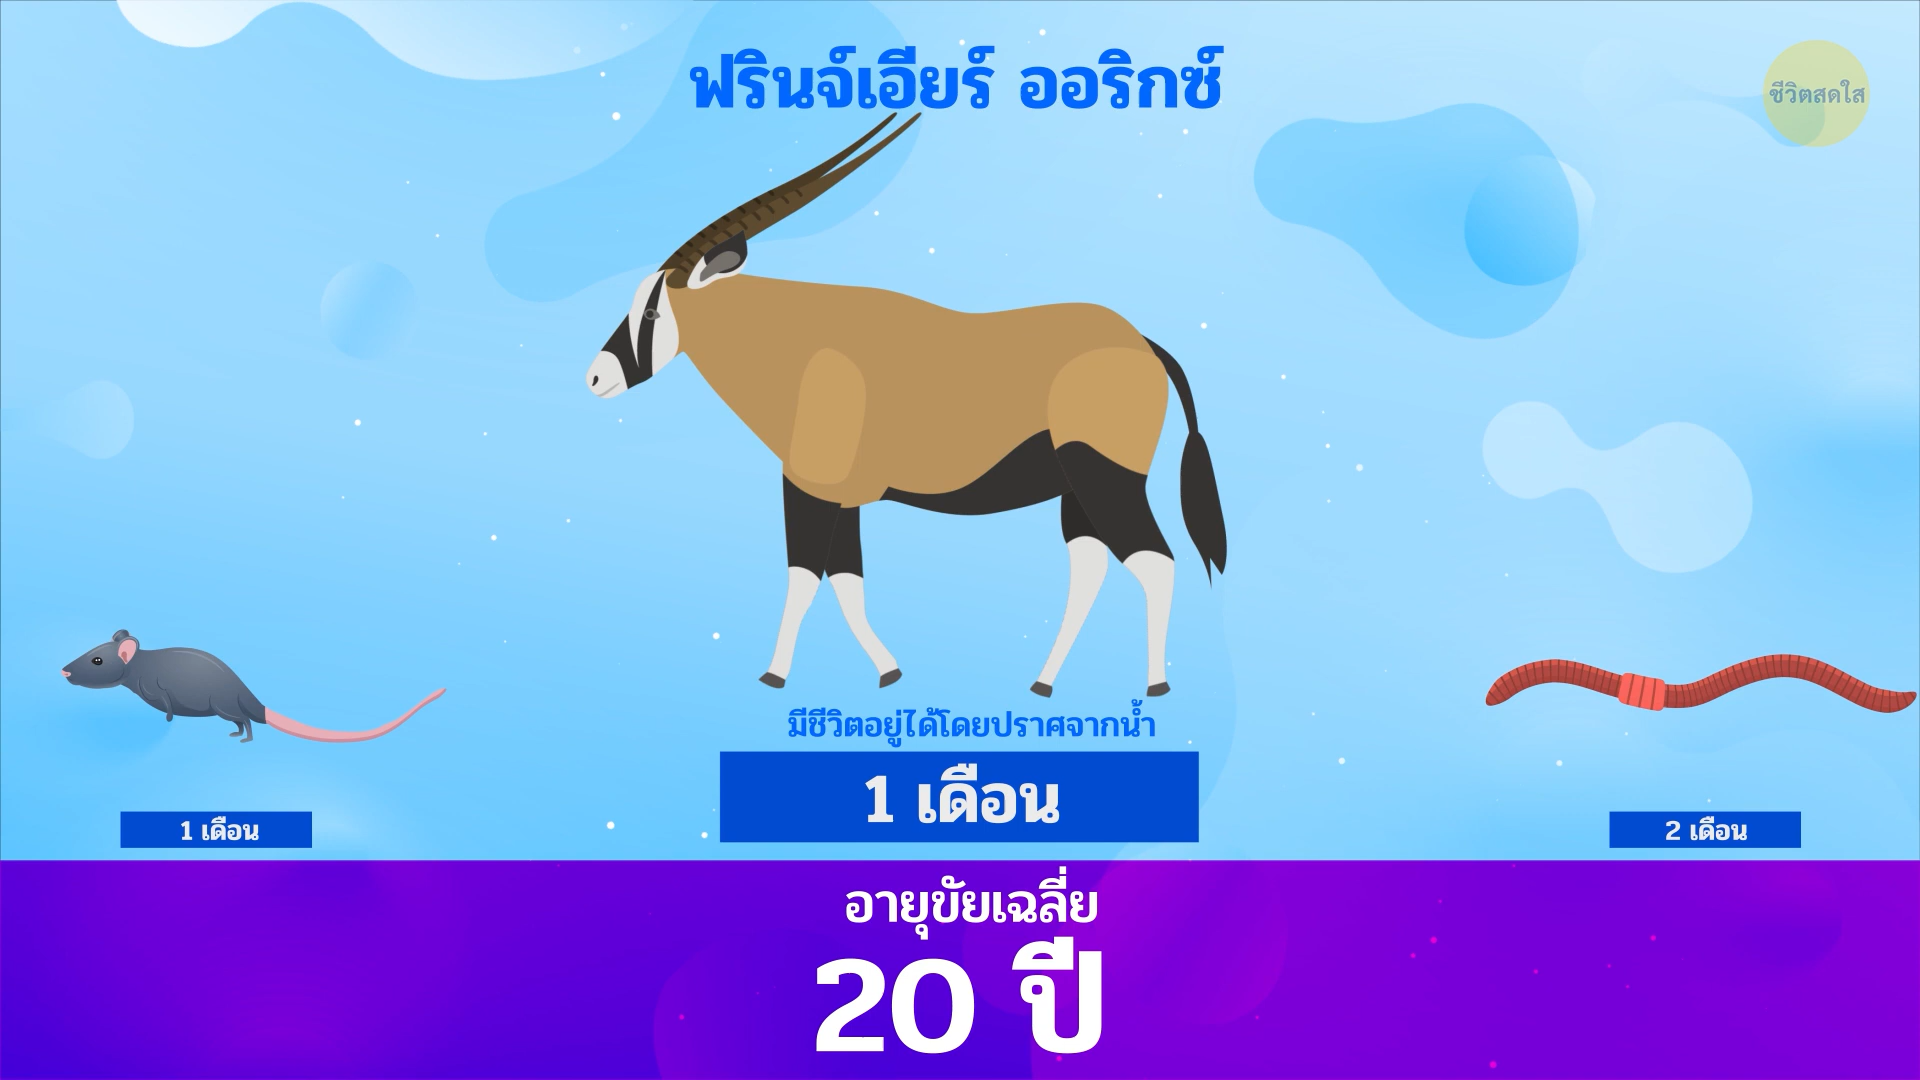 ฟรินจ์เอียร์ ออริกซ์
ชีวิตสดใส
มีชีวิตอยู่ได้โดยปราศจากน้ำ
1 เดือน
1 เดือน
2 เดือน
อายุขัยเฉลี่ย
20 ปี